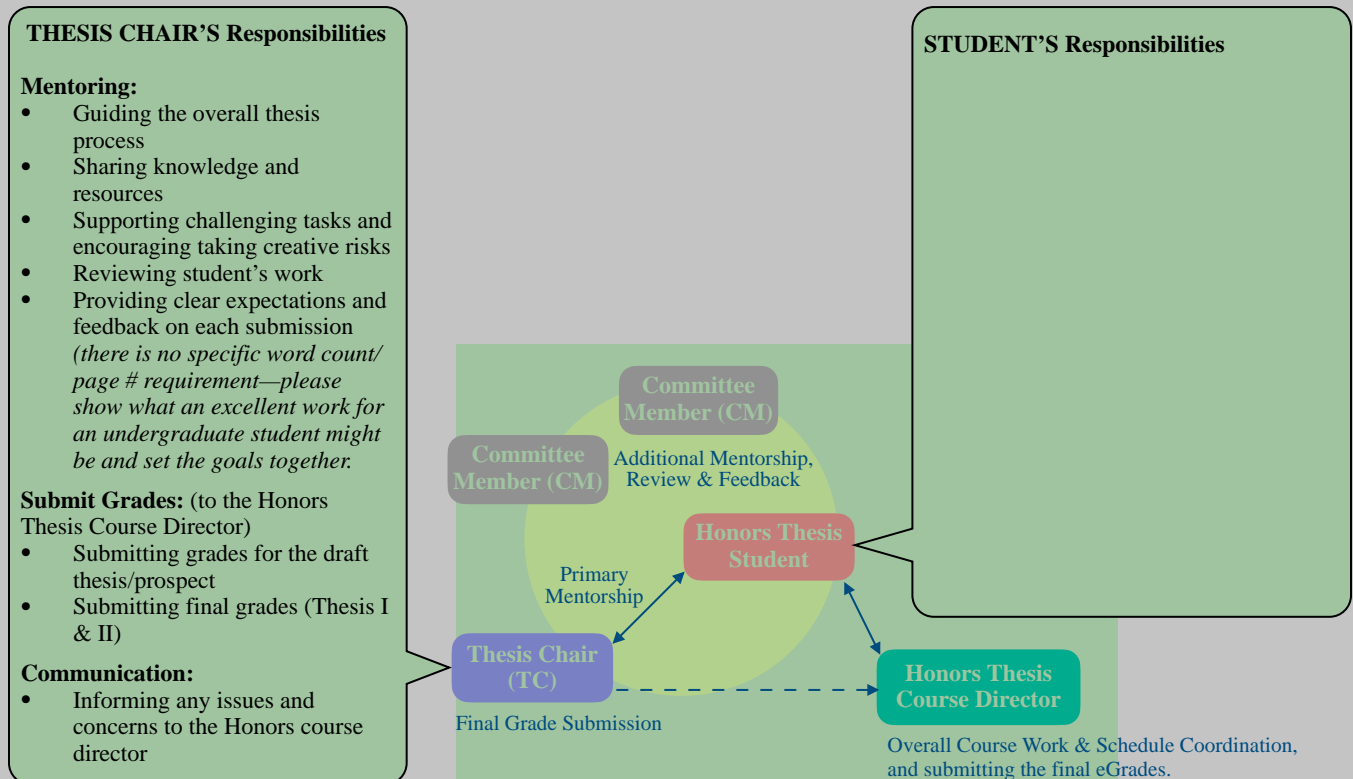 THESIS CHAIR’S Responsibilities
Mentoring:
• Guiding the overall thesis
process
• Sharing knowledge and
resources
• Supporting challenging tasks and
encouraging taking creative risks
• Reviewing student’s work
• Providing clear expectations and
feedback on each submission
(there is no specific word count/
page # requirement—please
show what an excellent work for
an undergraduate student might
be and set the goals together.
Submit Grades: (to the Honors
Thesis Course Director)
• Submitting grades for the draft
thesis/prospect
• Submitting final grades (Thesis I
& II)
Communication:
• Informing any issues and
concerns to the Honors course
director
STUDENT’S Responsibilities
Committee
Member (CM)
Committee
Member (CM)
Additional Mentorship,
Review & Feedback
Honors Thesis
Student
Primary
Mentorship
Thesis Chair
(TC)
Final Grade Submission
Honors Thesis
Course Director
Overall Course Work & Schedule Coordination,
and submitting the final eGrades.